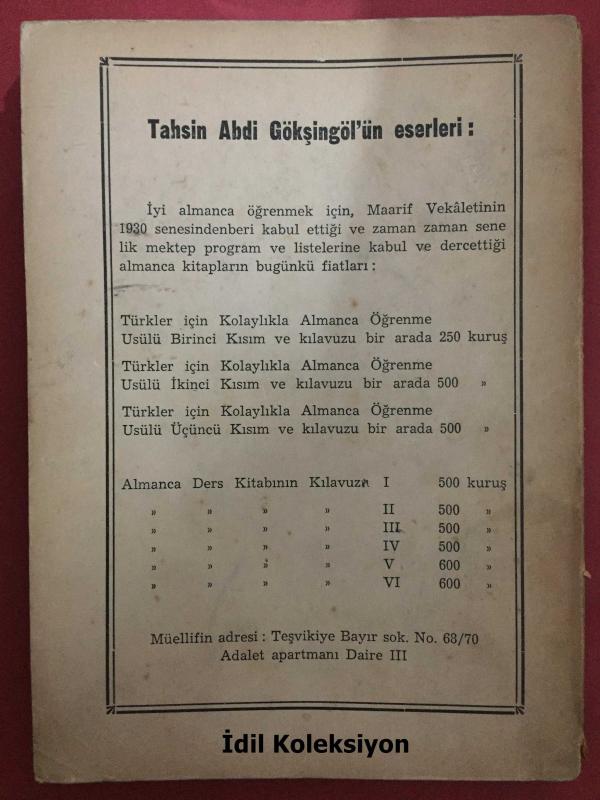 Tahsin Abdi Gökşingöl'ün eserleri :
İyi almanca öğrenmek için, Maarif Vekâletinin
1930 senesindenberi kabul ettiği ve zaman zaman sene
lik mektep program ve listelerine kabul ve dercettiği
almanca kitapların bugünkü fiatları :
Türkler için Kolaylıkla Almanca Öğrenme
Usülü Birinci Kısım ve kılavuzu bir arada 250 kuruş
Türkler için Kolaylıkla Almanca Öğrenme
Usülü İkinci Kısım ve kılavuzu bir arada 500 »
Türkler için Kolaylıkla Almanca Öğrenme
Usülü Üçüncü Kısım ve kılavuzu bir arada 500 »
Almanca Ders Kitabının Kılavuzu I 500 kuruş
» » » » II 500 »
» » » » III 500 »
» » » » IV 500 »
» » » » V 600 »
» » » » VI 600 »
Müellifin adresi : Teşvikiye Bayır sok. No. 68/70
Adalet apartmanı Daire III
İdil Koleksiyon